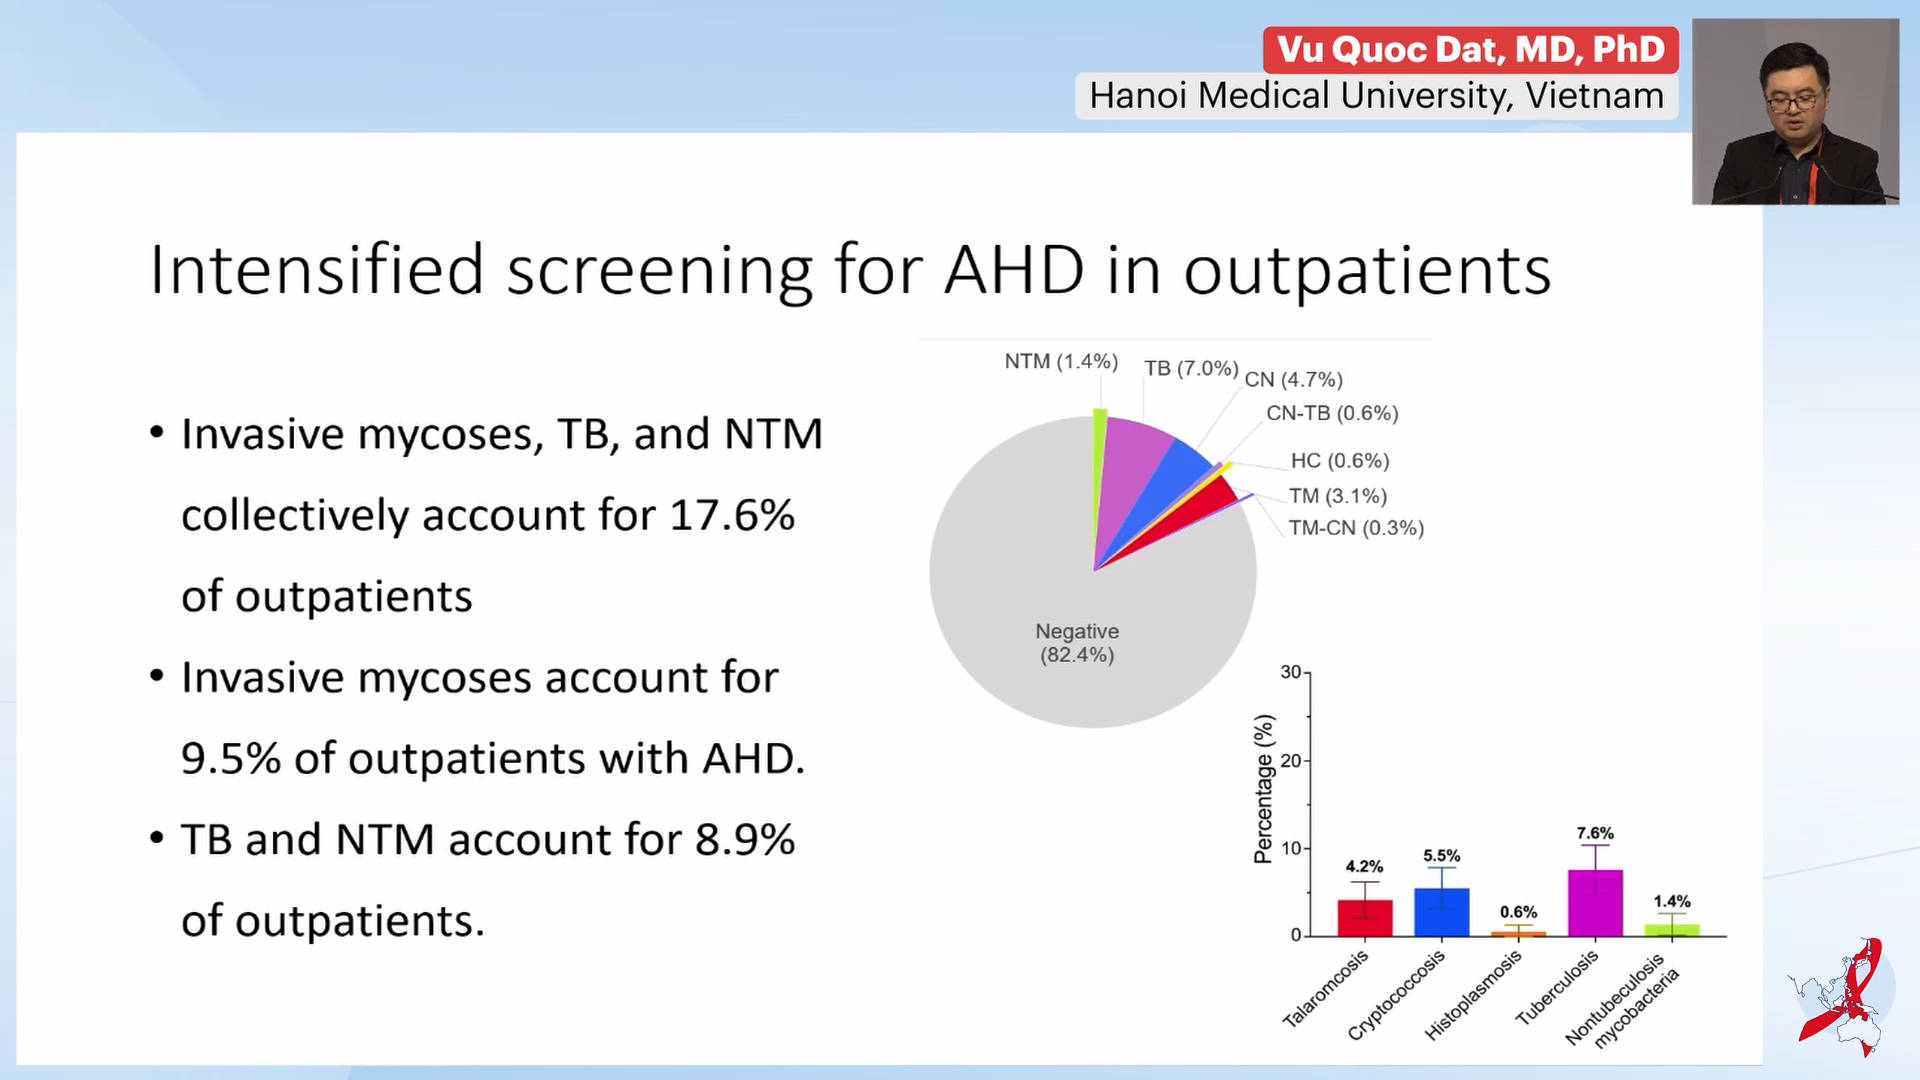 Vu Quoc Dat, MD, PhD
Hanoi Medical University, Vietnam
Intensified screening for AHD in outpatients
• Invasive mycoses, TB, and NTM
collectively account for 17.6%
of outpatients
• Invasive mycoses account for
9.5% of outpatients with AHD.
• TB and NTM account for 8.9%
of outpatients.
NTM (1.4%)
TB (7.0%)
CN (4.7%)
CN-TB (0.6%)
HC (0.6%)
TM (3.1%)
TM-CN (0.3%)
Negative
(82.4%)
Percentage (%)
30
20
10
0
4.2%
5.5%
0.6%
7.6%
1.4%
Talaromcosis
Cryptococcosis
Histoplasmosis
Tuberculosis
Nontubeculosis
mycobacteria